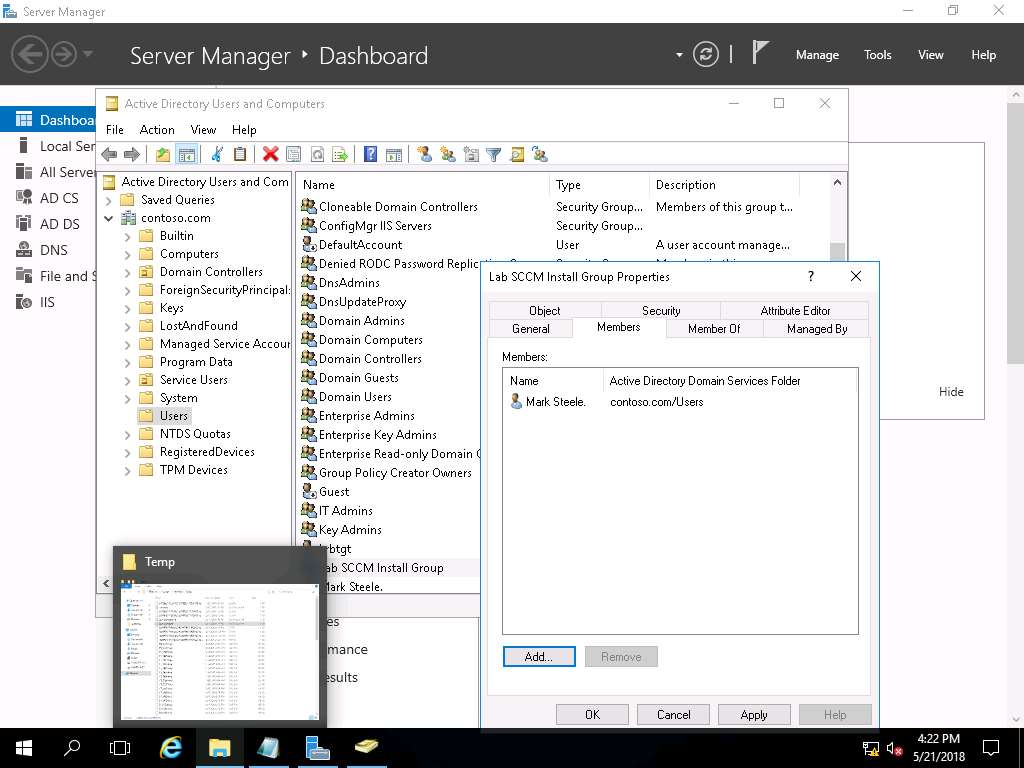 Server Manager
Server Manager ‣ Dashboard
Manage Tools View Help
Dashboa
Local Ser
All Server
AD CS
AD DS
DNS
File and S
IIS
Active Directory Users and Computers
File Action View Help
Active Directory Users and Com
Saved Queries
contoso.com
Builtin
Computers
Domain Controllers
ForeignSecurityPrincipal
Keys
LostAndFound
Managed Service Accour
Program Data
Service Users
System
Users
NTDS Quotas
RegisteredDevices
TPM Devices
Name Type Description
Cloneable Domain Controllers Security Group... Members of this group t...
ConfigMgr IIS Servers Security Group...
DefaultAccount User A user account manage...
Denied RODC Password Replic
DnsAdmins
DnsUpdateProxy
Domain Admins
Domain Computers
Domain Controllers
Domain Guests
Domain Users
Enterprise Admins
Enterprise Key Admins
Enterprise Read-only Domain C
Group Policy Creator Owners
Guest
IT Admins
Key Admins
krbtgt
Lab SCCM Install Group
Mark Steele.
Lab SCCM Install Group Properties
?
Object Security Attribute Editor
General Members Member Of Managed By
Members:
Name Active Directory Domain Services Folder
Mark Steele. contoso.com/Users
Add... Remove
OK Cancel Apply Help
Hide
Temp
es
mance
esults
4:22 PM
5/21/2018